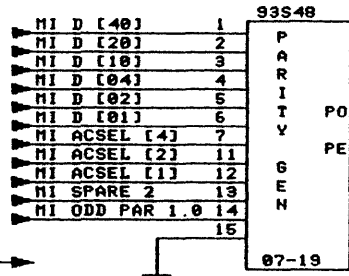 93S48
MI D [40] 1
MI D [20] 2
MI D [10] 3
MI D [04] 4
MI D [02] 5
MI D [01] 6
MI ACSEL [4] 7
MI ACSEL [2] 11
MI ACSEL [1] 12
MI SPARE 2 13
MI ODD PAR 1.0 14
15
PARITY GEN
PO
PE
07-19